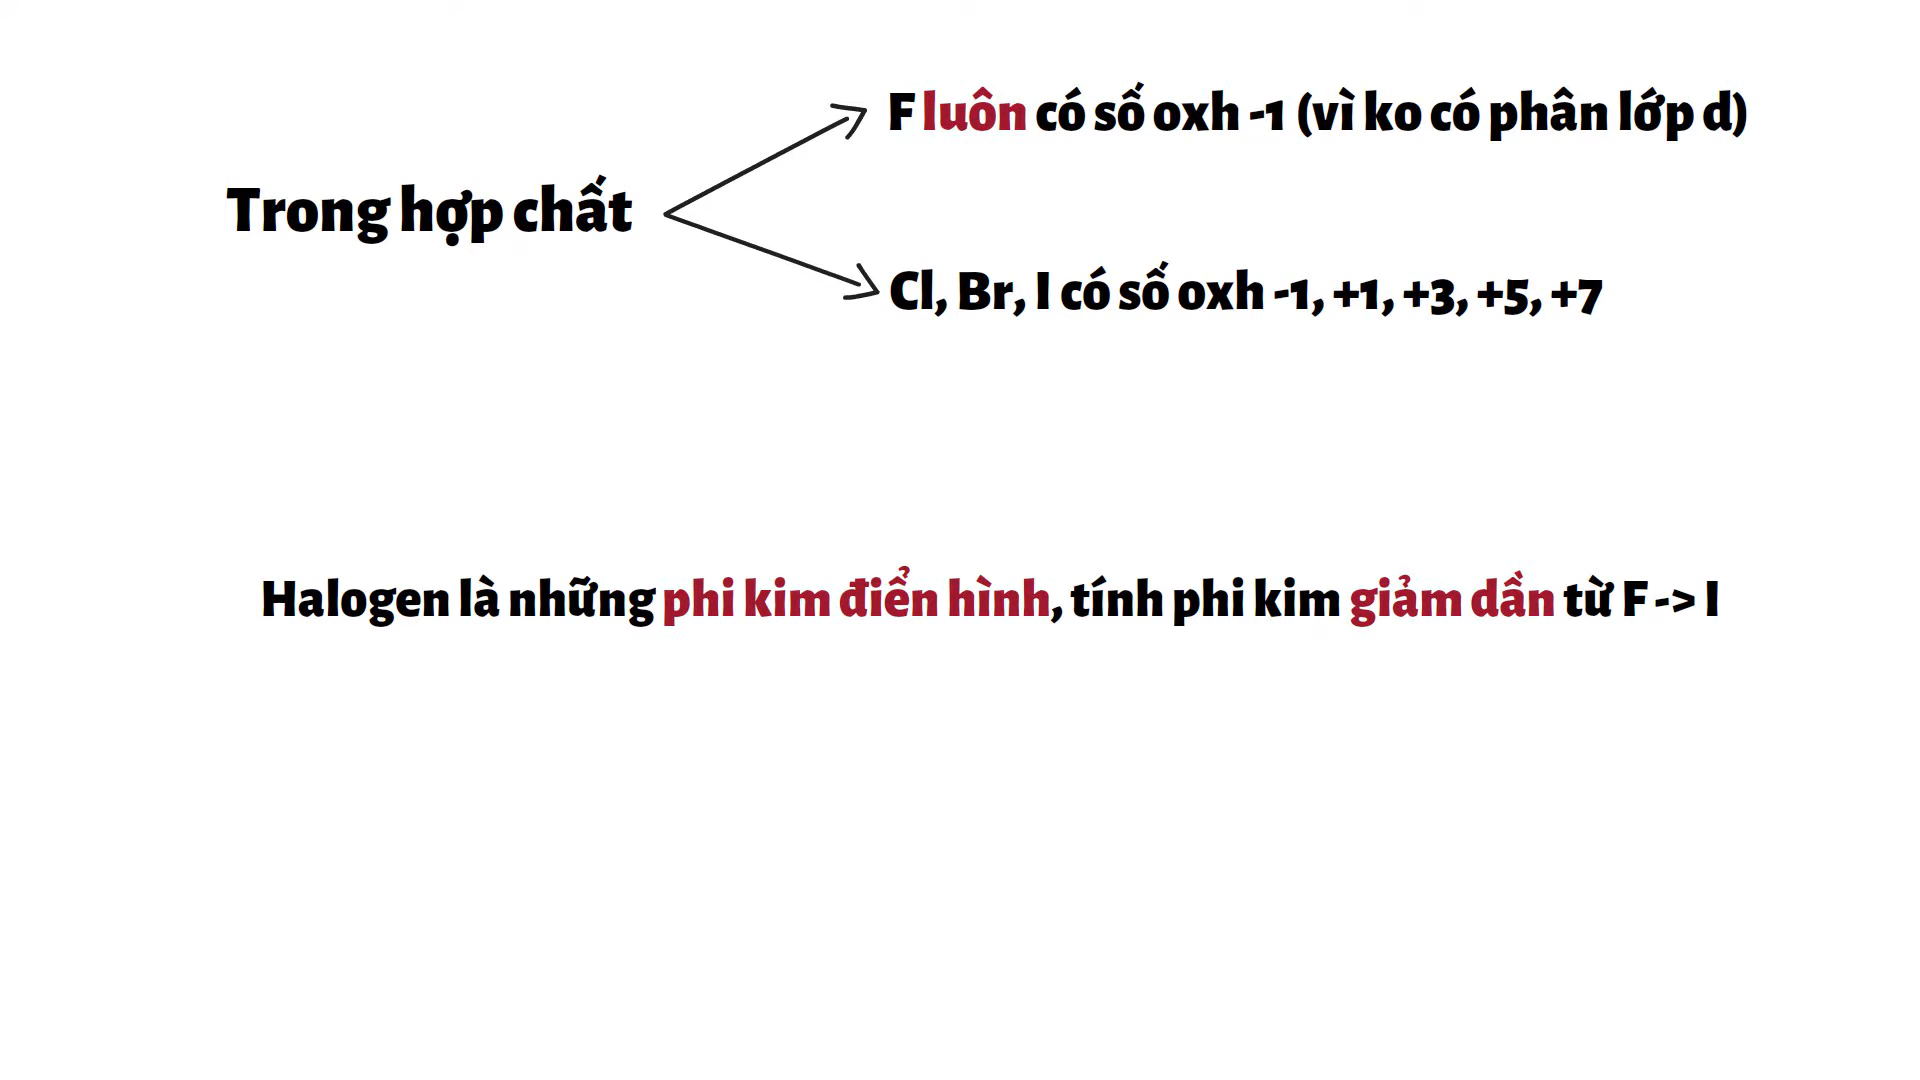 F luôn có số oxh -1 (vì ko có phân lớp d)
Trong hợp chất
Cl, Br, I có số oxh -1, +1, +3, +5, +7
Halogen là những phi kim điển hình, tính phi kim giảm dần từ F -> I